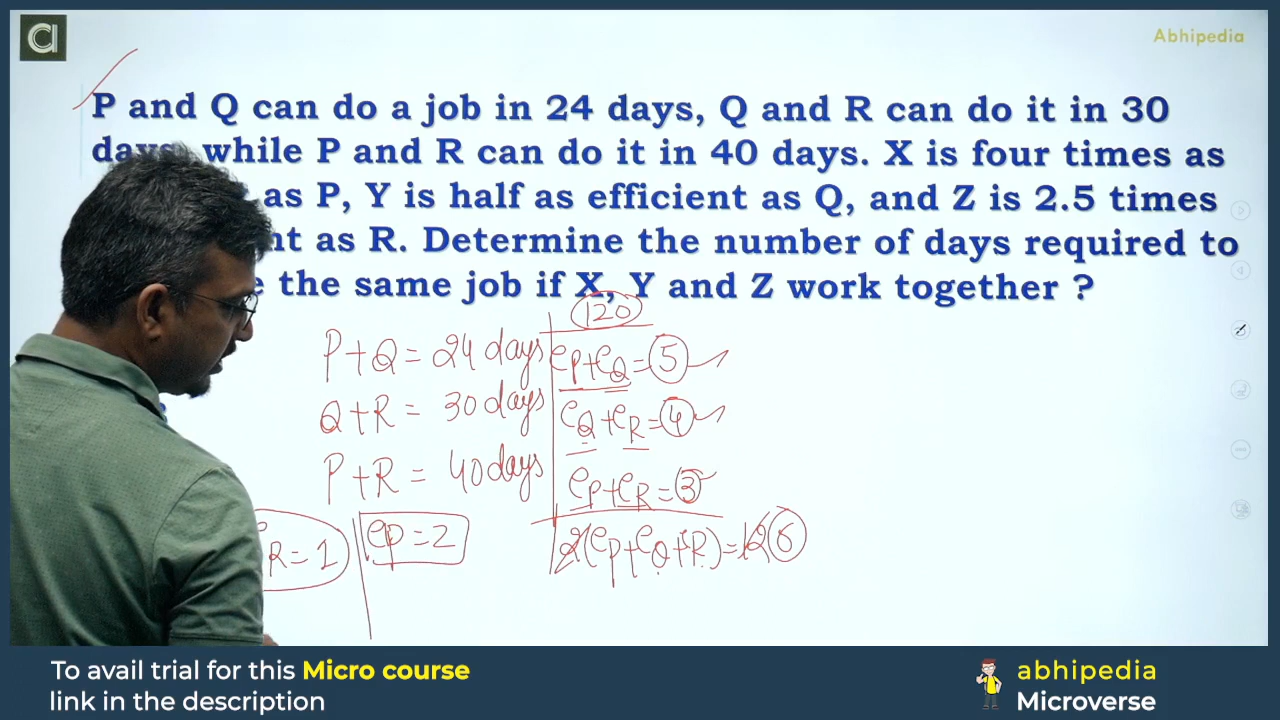 Abhipedia
P and Q can do a job in 24 days, Q and R can do it in 30
days, while P and R can do it in 40 days. X is four times as
as P, Y is half as efficient as Q, and Z is 2.5 times
as R. Determine the number of days required to
the same job if X, Y and Z work together ?
120
P+Q = 24 days eP+eQ = 5
Q+R = 30 days eQ+eR = 4
P+R = 40 days eP+eR = 3
R = 1 eP = 2 2(eP+eQ+eR) = 12 6
To avail trial for this Micro course
link in the description
abhipedia
Microverse